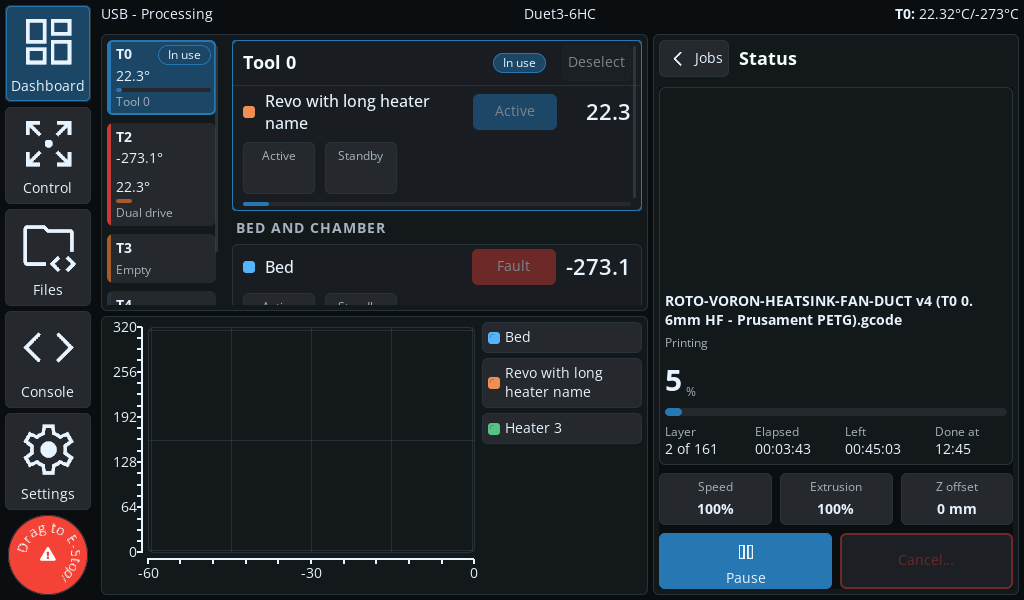 USB - Processing
Duet3-6HC
T0: 22.32°C/-273°C
Dashboard
Control
Files
Console
Settings
Drag to E-Stop!
T0
In use
22.3°
Tool 0
T2
-273.1°
22.3°
Dual drive
T3
Empty
T4
Tool 0
In use
Deselect
Revo with long heater
name
Active
22.3
Active
Standby
BED AND CHAMBER
Bed
Fault
-273.1
320
256
192
128
64
0
-60
-30
0
Bed
Revo with long
heater name
Heater 3
Jobs
Status
ROTO-VORON-HEATSINK-FAN-DUCT v4 (T0 0.
6mm HF - Prusament PETG).gcode
Printing
5 %
Layer
Elapsed
Left
Done at
2 of 161
00:03:43
00:45:03
12:45
Speed
100%
Extrusion
100%
Z offset
0 mm
Pause
Cancel...